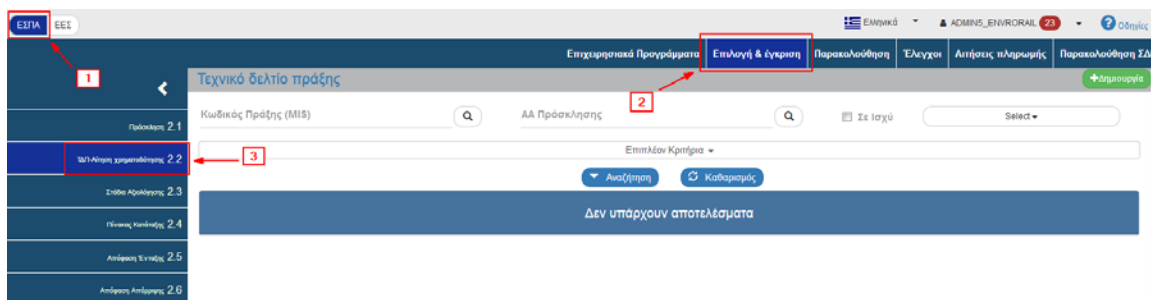 ΕΣΠΑ ΕΕΣ Ελληνικά ADMIN5_ENVRORAIL 23 Οδηγίες
Επιχειρησιακά Προγράμματα Επιλογή & έγκριση Παρακολούθηση Έλεγχοι Αιτήσεις πληρωμής Παρακολούθηση ΣΔ
1
Τεχνικό δελτίο πράξης +Δημιουργία
2
Κωδικός Πράξης (MIS) ΑΑ Πρόσκλησης Σε Ισχύ Select
Πρόσκληση 2.1
Επιπλέον Κριτήρια
ΤΔΠ-Αίτηση χρηματοδότησης 2.2
3
Αναζήτηση Καθαρισμός
Στάδιο Αξιολόγησης 2.3
Δεν υπάρχουν αποτελέσματα
Πίνακας Κατάταξης 2.4
Απόφαση Ένταξης 2.5
Απόφαση Απόρριψης 2.6